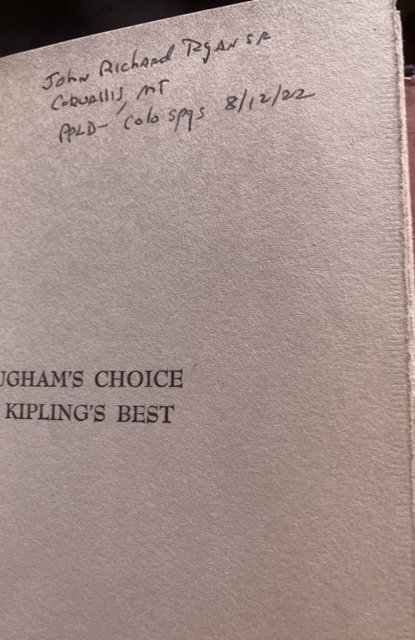 John Richard Ryan SR
Corvallis, MT
PPLD- Colo Spgs 8/12/22
UGHAM'S CHOICE
KIPLING'S BEST